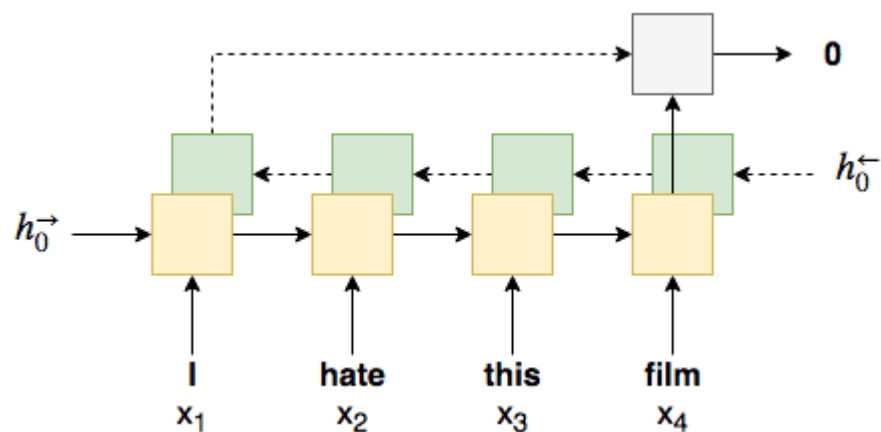 0
h₀←
h₀→
I hate this film
x₁ x₂ x₃ x₄